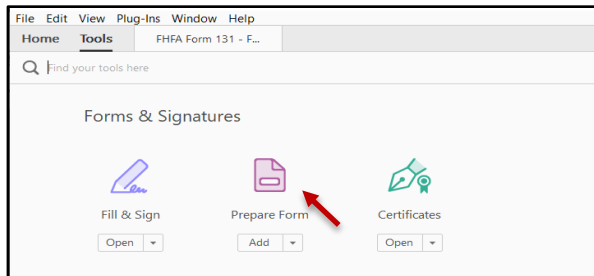 File Edit View Plug-Ins Window Help
Home Tools FHFA Form 131 - F...
Find your tools here
Forms & Signatures
Fill & Sign Prepare Form Certificates
Open Add Open